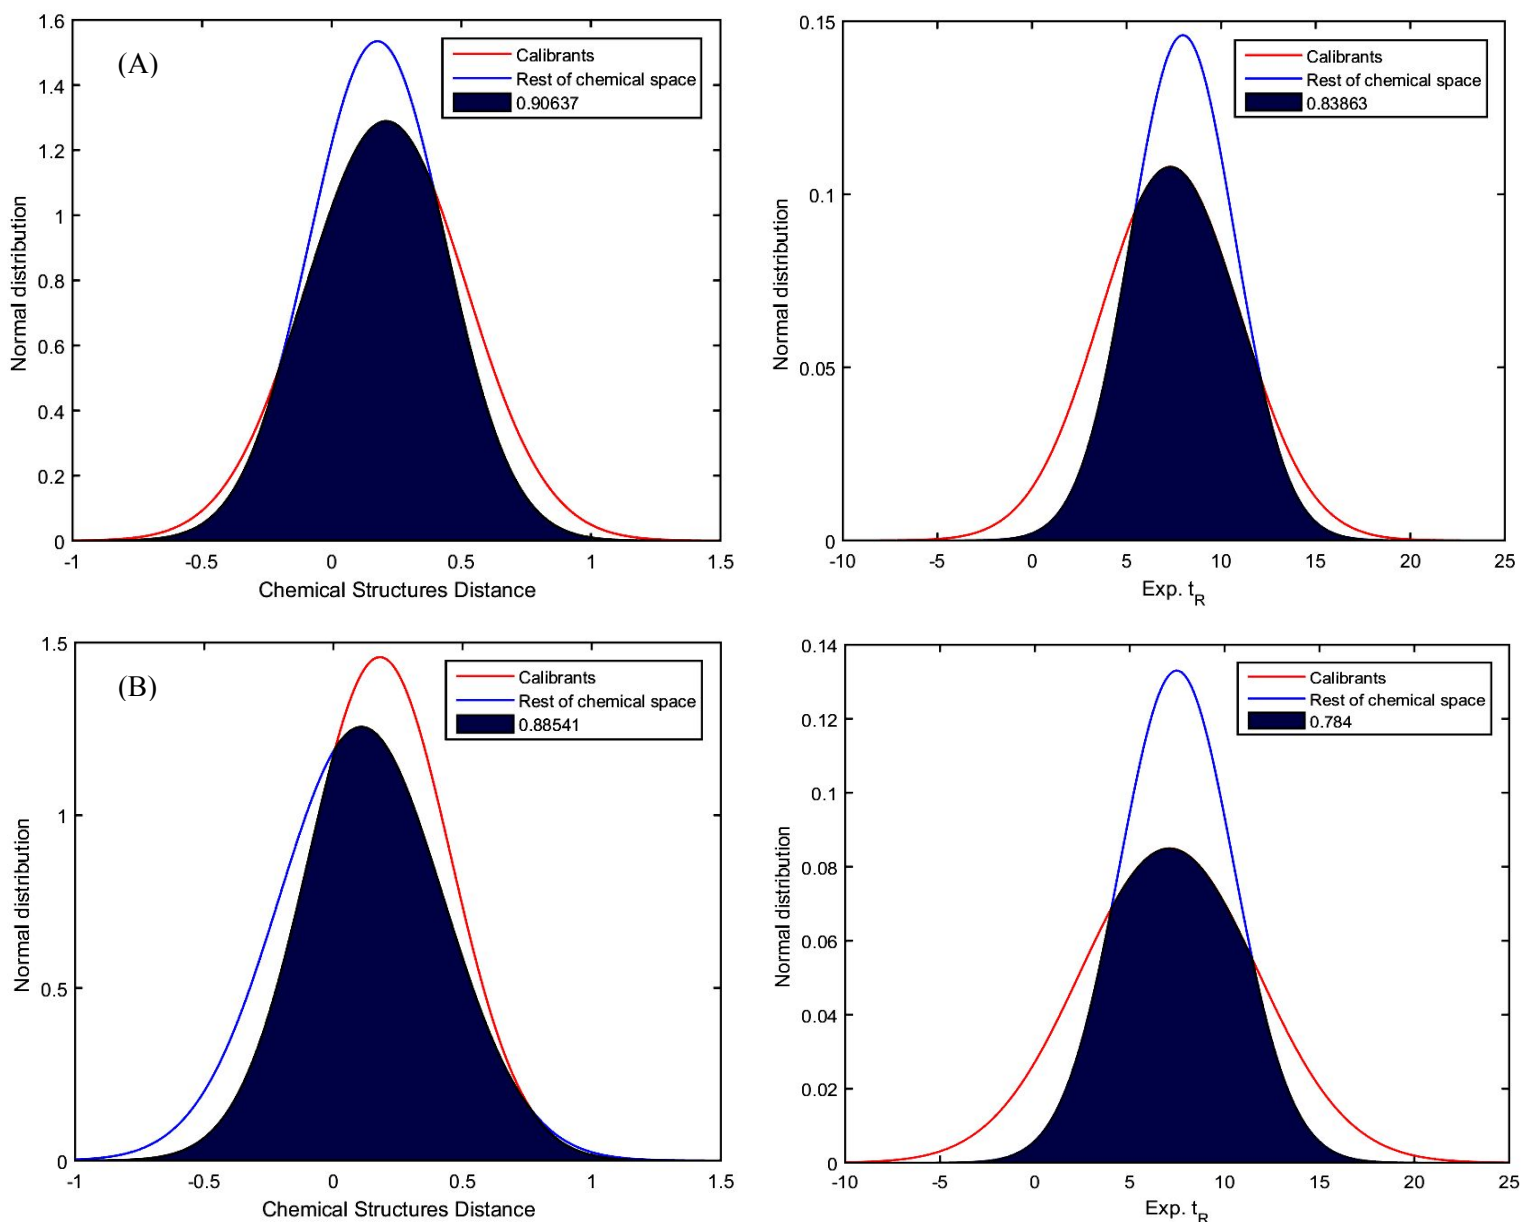 (A)
Normal distribution
1.6
1.4
1.2
1
0.8
0.6
0.4
0.2
0
-1 -0.5 0 0.5 1 1.5
Chemical Structures Distance
Calibrants
Rest of chemical space
0.90637
Normal distribution
0.15
0.1
0.05
0
-10 -5 0 5 10 15 20 25
Exp. t_R
Calibrants
Rest of chemical space
0.83863
(B)
Normal distribution
1.5
1
0.5
0
-1 -0.5 0 0.5 1 1.5
Chemical Structures Distance
Calibrants
Rest of chemical space
0.88541
Normal distribution
0.14
0.12
0.1
0.08
0.06
0.04
0.02
0
-10 -5 0 5 10 15 20 25
Exp. t_R
Calibrants
Rest of chemical space
0.784